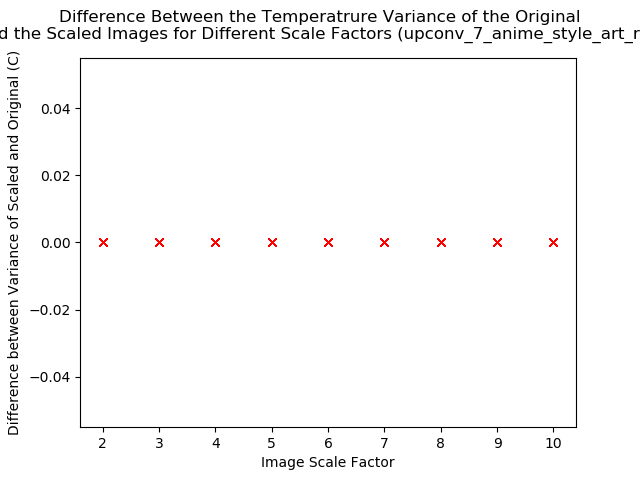 Difference Between the Temperatrure Variance of the Original
d the Scaled Images for Different Scale Factors (upconv_7_anime_style_art_r
Difference between Variance of Scaled and Original (C)
0.04
0.02
0.00
−0.02
−0.04
2 3 4 5 6 7 8 9 10
Image Scale Factor